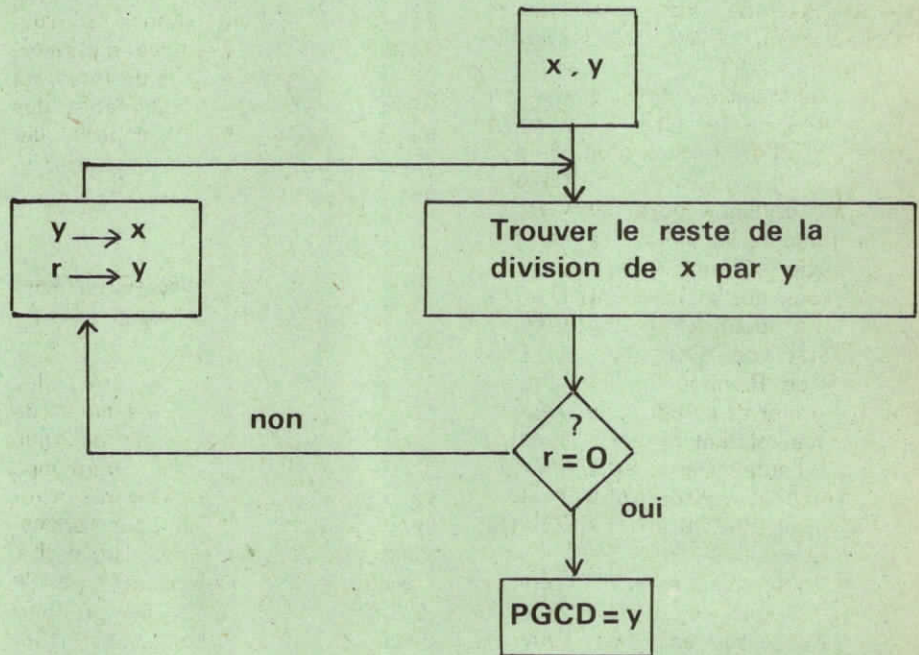 x , y
y → x
r → y
Trouver le reste de la
division de x par y
non
?
r = 0
oui
PGCD = y